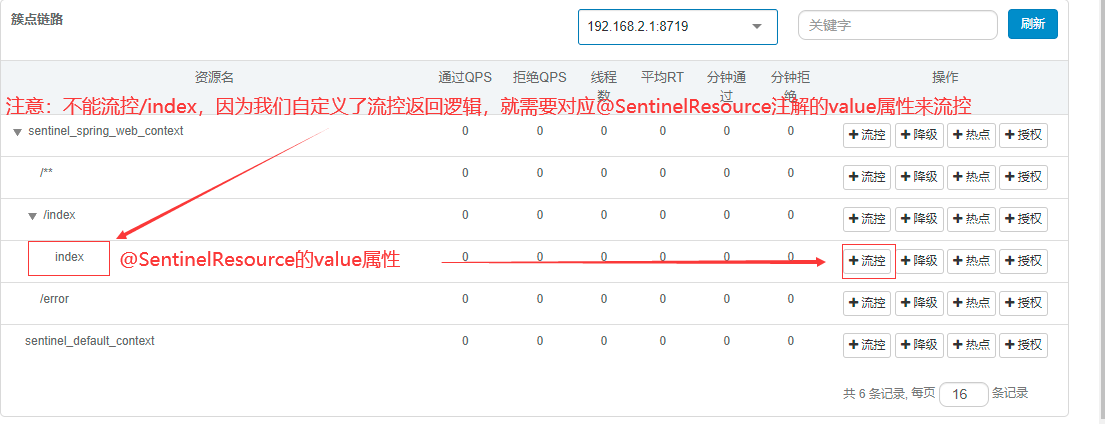 簇点链路
192.168.2.1:8719
关键字
刷新
资源名 通过QPS 拒绝QPS 线程数 平均RT 分钟通过 分钟拒绝 操作
注意：不能流控/index，因为我们自定义了流控返回逻辑，就需要对应@SentinelResource注解的value属性来流控
sentinel_spring_web_context 0 0 0 0 0 0 流控 降级 热点 授权
/** 0 0 0 0 0 0 流控 降级 热点 授权
/index 0 0 0 0 0 0 流控 降级 热点 授权
index @SentinelResource的value属性 0 0 0 0 0 0 流控 降级 热点 授权
/error 0 0 0 0 0 0 流控 降级 热点 授权
sentinel_default_context 0 0 0 0 0 0 流控 降级 热点 授权
共 6 条记录, 每页 16 条记录